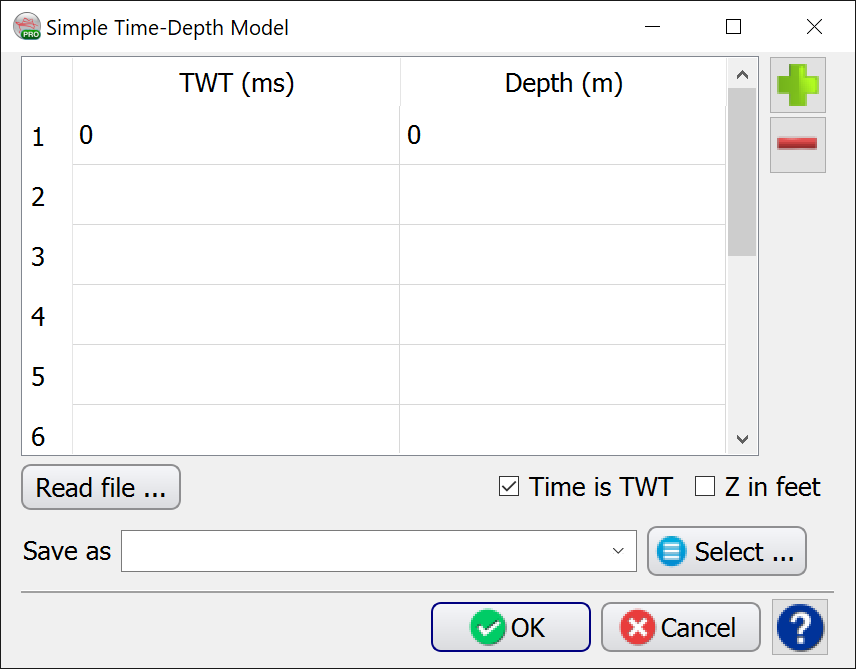 Simple Time-Depth Model
PRO
TWT (ms) Depth (m)
1 0 0
2
3
4
5
6
Read file ... Time is TWT Z in feet
Save as Select ...
OK Cancel ?